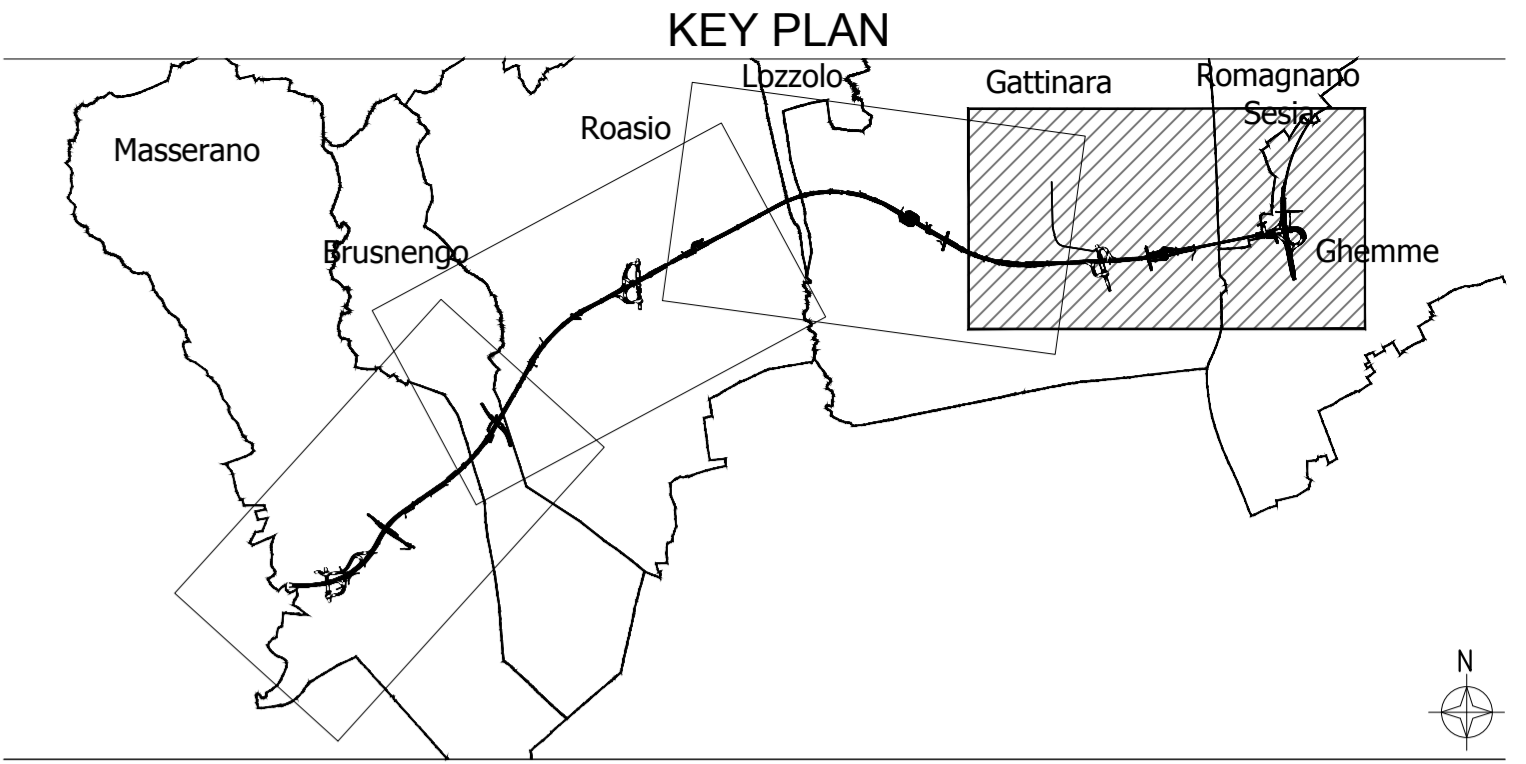 KEY PLAN
Lozzolo
Gattinara
Romagnano
Sesia
Roasio
Masserano
Brusnengo
Ghemme
N